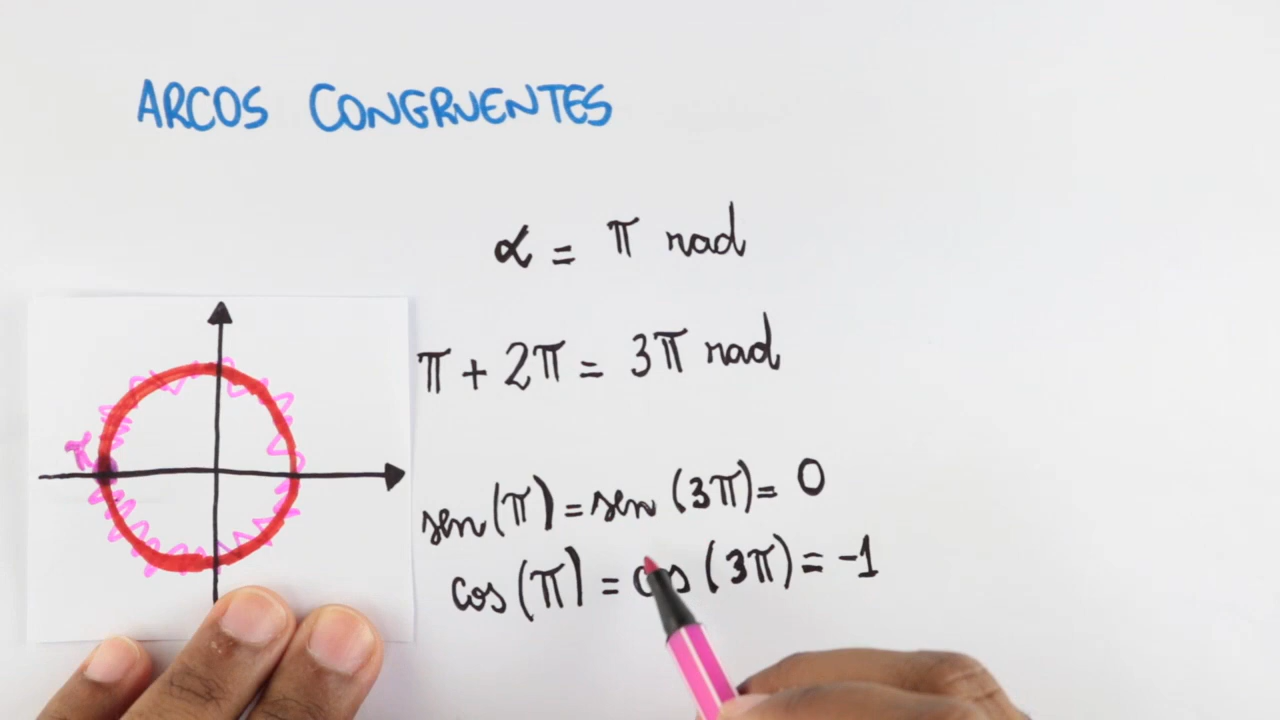 ARCOS CONGRUENTES
α = π rad
π + 2π = 3π rad
π
sen(π) = sen(3π) = 0
cos(π) = cos(3π) = -1